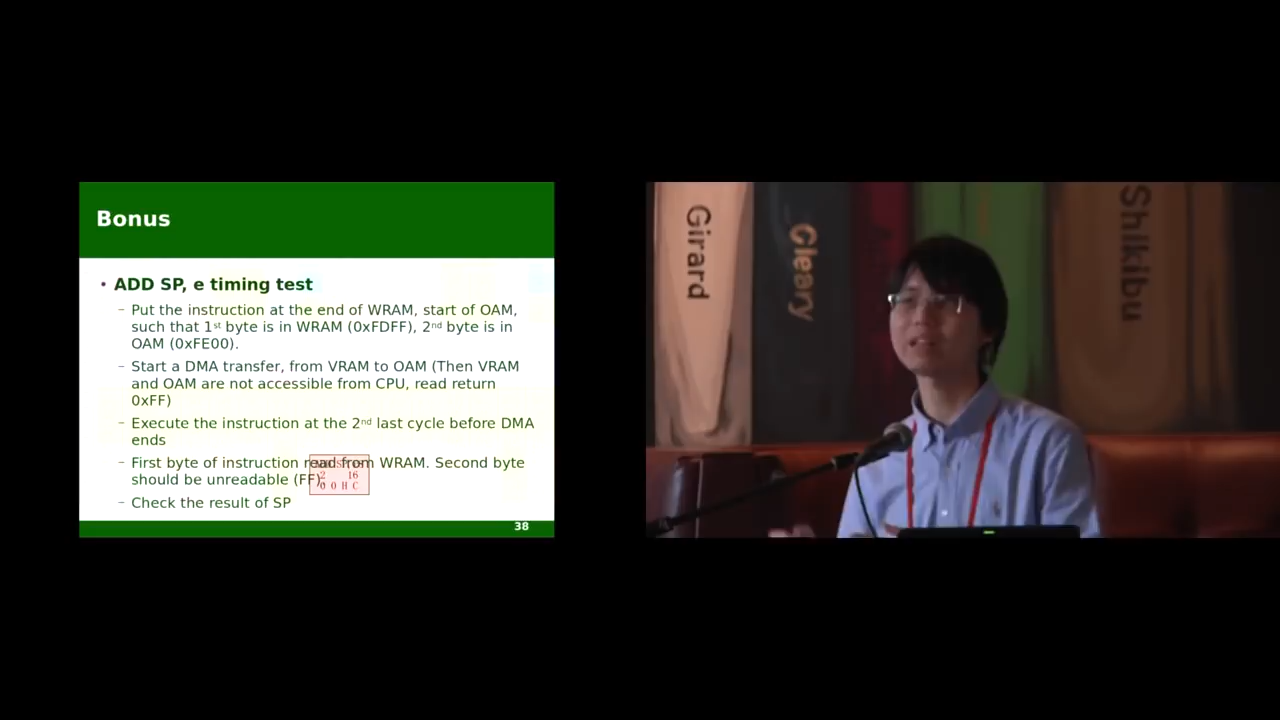 Bonus
• ADD SP, e timing test
– Put the instruction at the end of WRAM, start of OAM,
such that 1st byte is in WRAM (0xFDFF), 2nd byte is in
OAM (0xFE00).
– Start a DMA transfer, from VRAM to OAM (Then VRAM
and OAM are not accessible from CPU, read return
0xFF)
– Execute the instruction at the 2nd last cycle before DMA
ends
– First byte of instruction read from WRAM. Second byte
should be unreadable (FF).
2 16
O H C
– Check the result of SP
38
Girard
Cleary
Shikibu